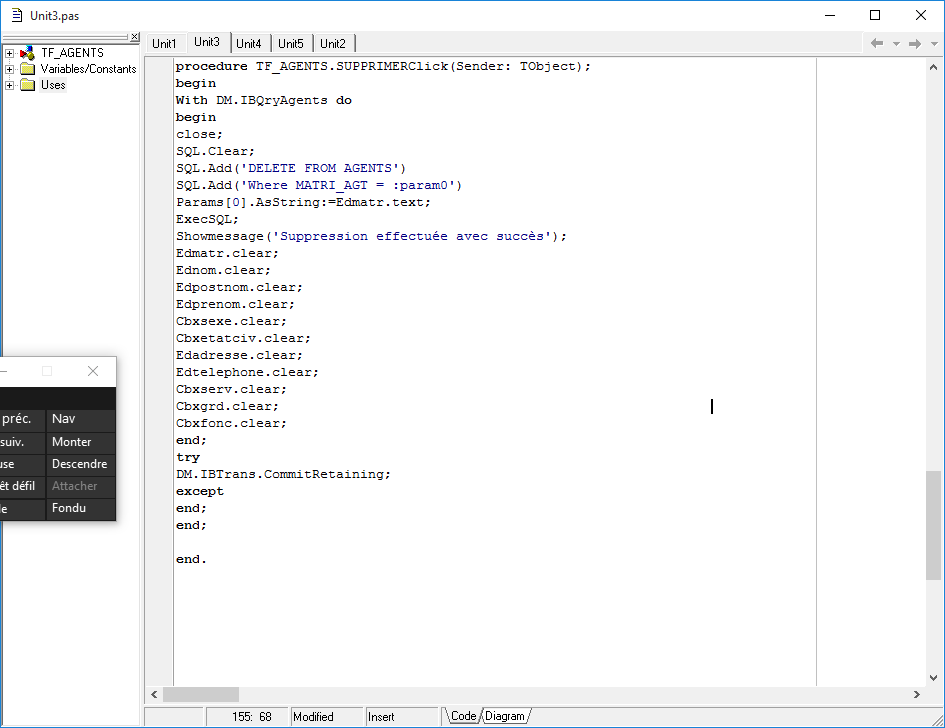 Unit3.pas
TF_AGENTS
Variables/Constants
Uses
Unit1 Unit3 Unit4 Unit5 Unit2
procedure TF_AGENTS.SUPPRIMERClick(Sender: TObject);
begin
With DM.IBQryAgents do
begin
close;
SQL.Clear;
SQL.Add('DELETE FROM AGENTS')
SQL.Add('Where MATRI_AGT = :param0')
Params[0].AsString:=Edmatr.text;
ExecSQL;
Showmessage('Suppression effectuée avec succès');
Edmatr.clear;
Ednom.clear;
Edpostnom.clear;
Edprenom.clear;
Cbxsexe.clear;
Cbxetatciv.clear;
Edadresse.clear;
Edtelephone.clear;
Cbxserv.clear;
Cbxgrd.clear;
Cbxfonc.clear;
end;
try
DM.IBTrans.CommitRetaining;
except
end;
end;
end.
préc. Nav
suiv. Monter
use Descendre
êt défil Attacher
le Fondu
155: 68 Modified Insert Code Diagram